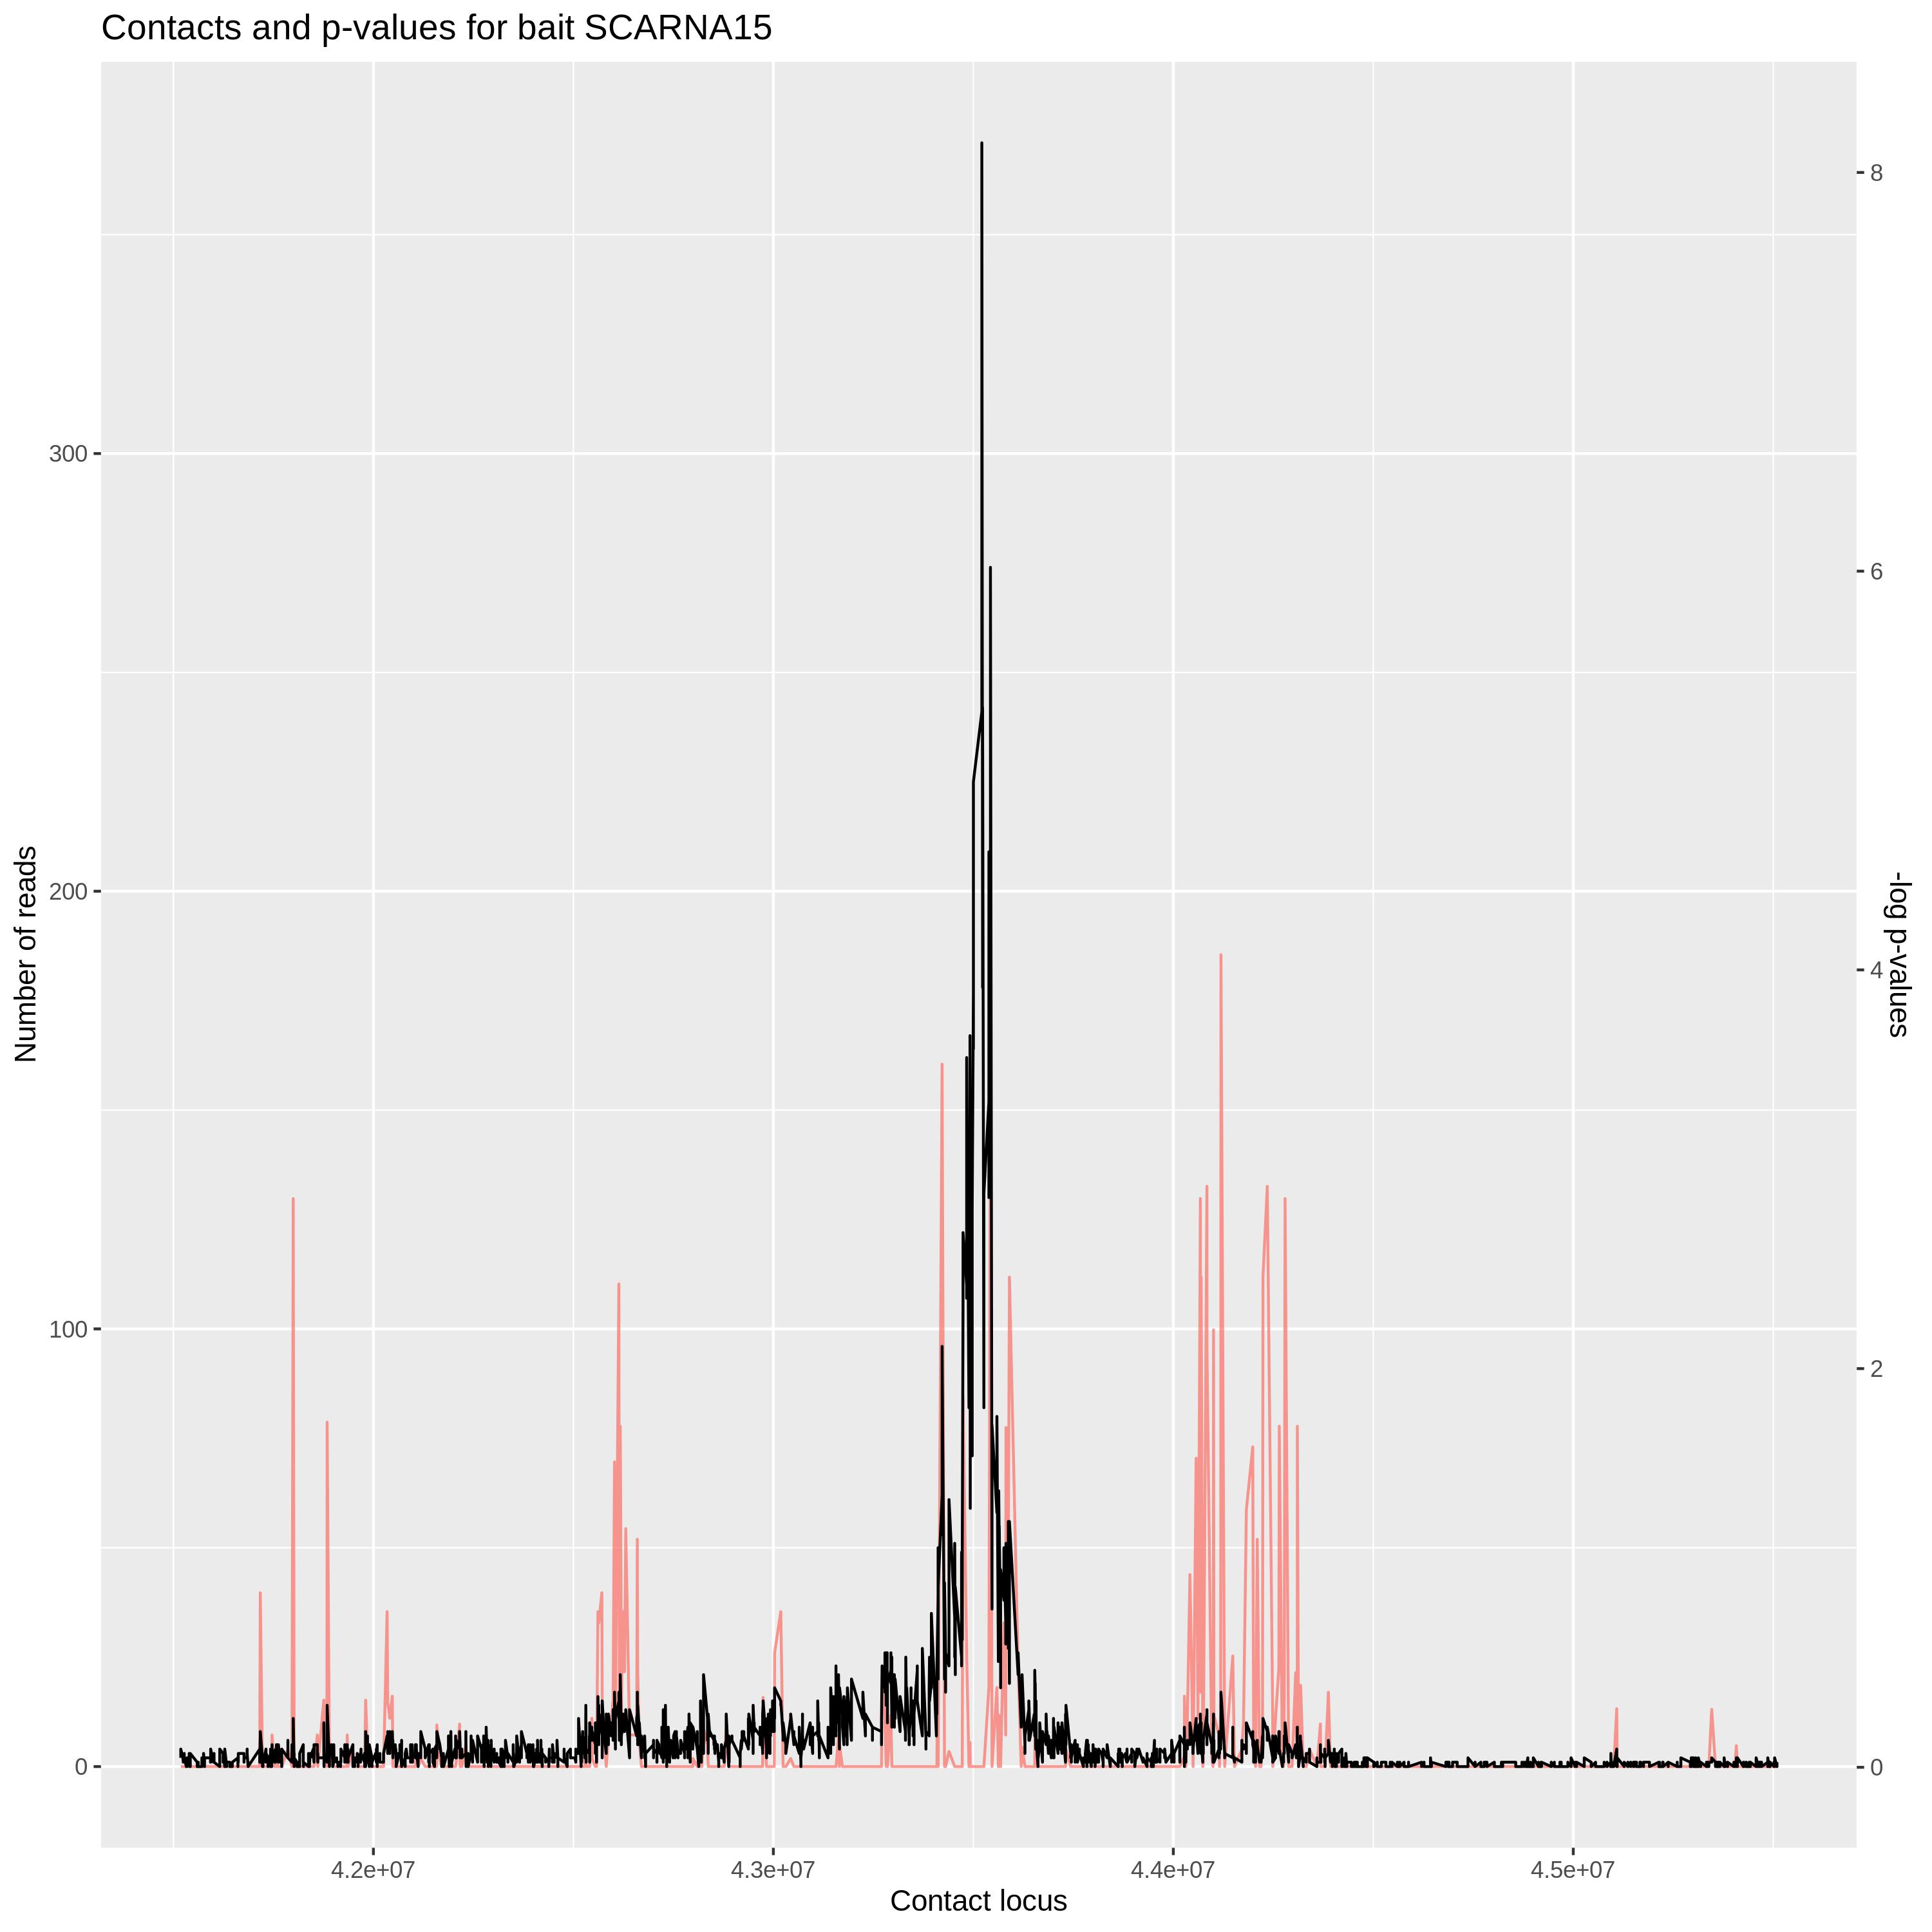 Contacts and p-values for bait SCARNA15
Number of reads
300
200
100
0
8
6
4
2
0
-log p-values
4.2e+07
4.3e+07
4.4e+07
4.5e+07
Contact locus